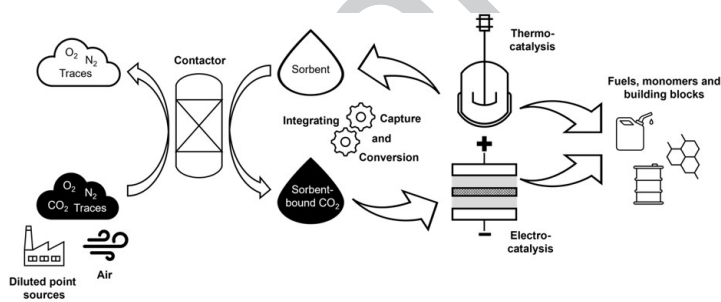 O2 N2
Traces
Contactor
Sorbent
Thermo-
catalysis
Fuels, monomers and
building blocks
Integrating Capture
and
Conversion
+
O2 N2
CO2 Traces
Sorbent-
bound CO2
−
Electro-
catalysis
Air
Diluted point
sources